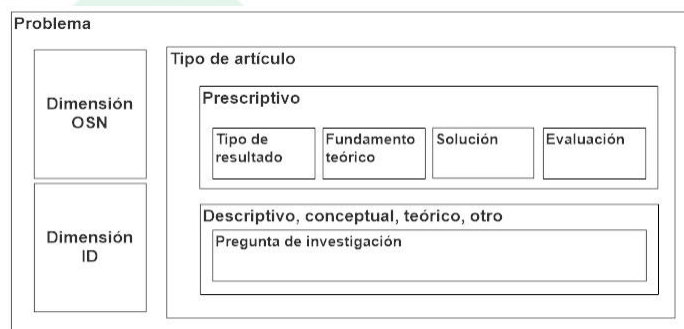 Problema
Dimensión
OSN
Dimensión
ID
Tipo de artículo
Prescriptivo
Tipo de
resultado
Fundamento
teórico
Solución
Evaluación
Descriptivo, conceptual, teórico, otro
Pregunta de investigación